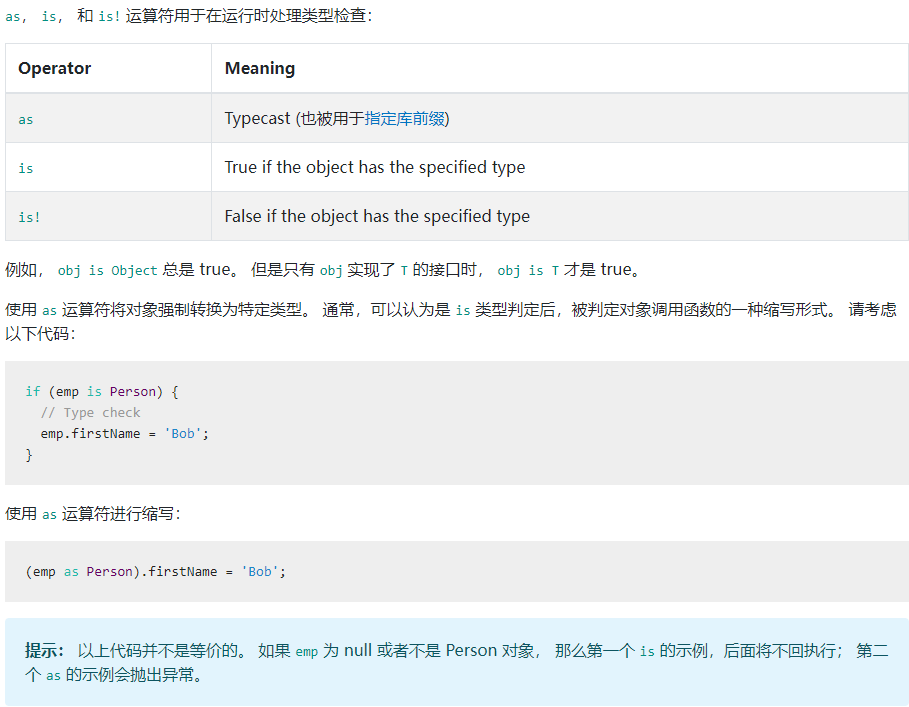 as， is， 和 is! 运算符用于在运行时处理类型检查：
Operator Meaning
as Typecast (也被用于指定库前缀)
is True if the object has the specified type
is! False if the object has the specified type
例如， obj is Object 总是 true。 但是只有 obj 实现了 T 的接口时， obj is T 才是 true。
使用 as 运算符将对象强制转换为特定类型。 通常，可以认为是 is 类型判定后，被判定对象调用函数的一种缩写形式。 请考虑
以下代码：
if (emp is Person) {
  // Type check
  emp.firstName = 'Bob';
}
使用 as 运算符进行缩写：
(emp as Person).firstName = 'Bob';
提示： 以上代码并不是等价的。 如果 emp 为 null 或者不是 Person 对象， 那么第一个 is 的示例，后面将不回执行； 第二
个 as 的示例会抛出异常。